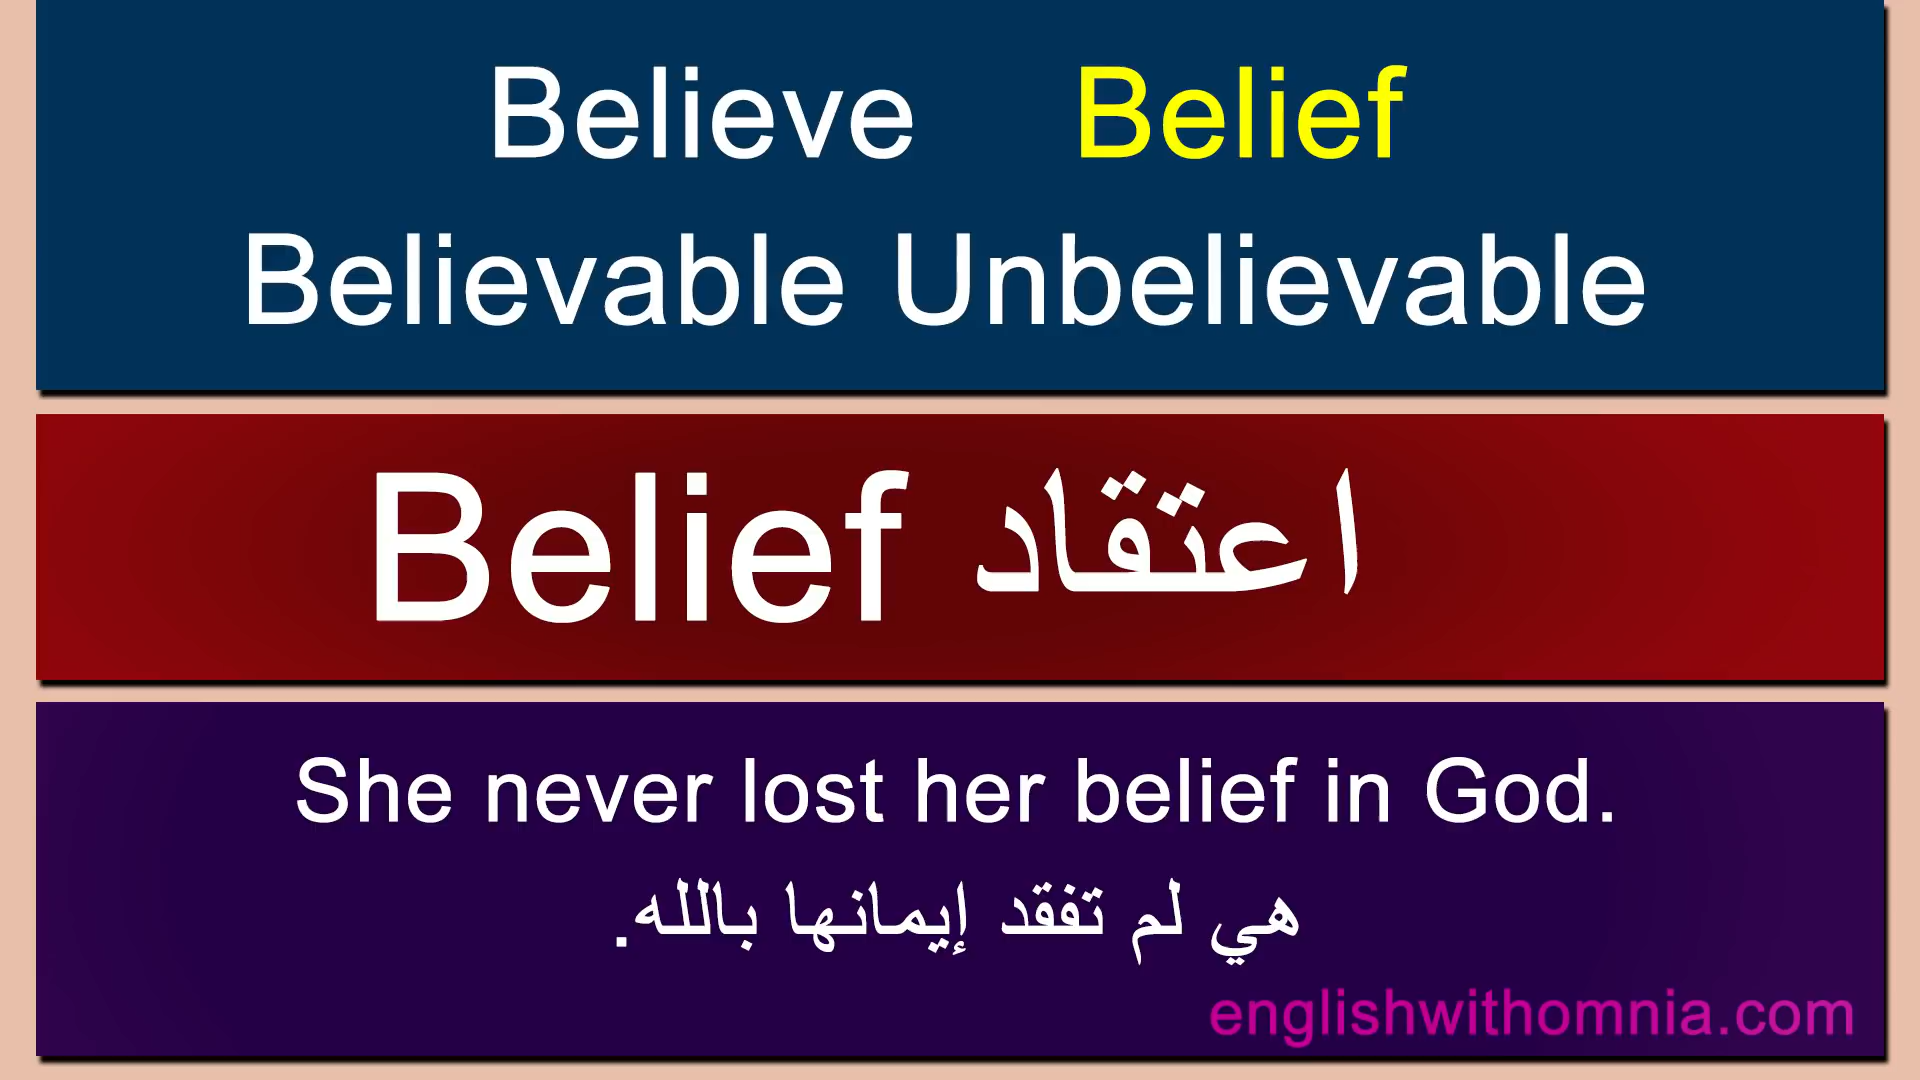 Believe Belief
Believable Unbelievable
Belief اعتقاد
She never lost her belief in God.
هي لم تفقد إيمانها بالله.
englishwithomnia.com